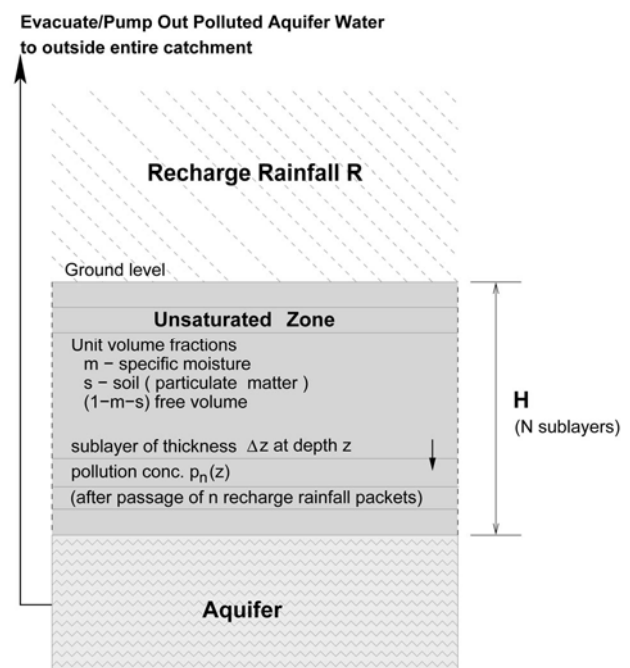 Evacuate/Pump Out Polluted Aquifer Water
to outside entire catchment
Recharge Rainfall R
Ground level
Unsaturated Zone
Unit volume fractions
m − specific moisture
s − soil ( particulate matter )
(1−m−s) free volume
H
(N sublayers)
sublayer of thickness Δz at depth z
pollution conc. pₙ(z)
(after passage of n recharge rainfall packets)
Aquifer